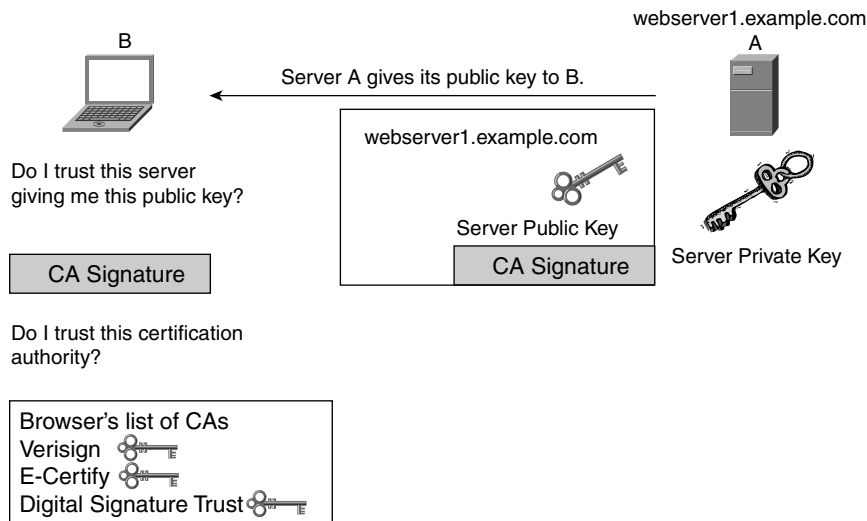 webserver1.example.com
A
B
Server A gives its public key to B.
webserver1.example.com
Server Public Key
CA Signature
Server Private Key
Do I trust this server
giving me this public key?
CA Signature
Do I trust this certification
authority?
Browser's list of CAs
Verisign
E-Certify
Digital Signature Trust